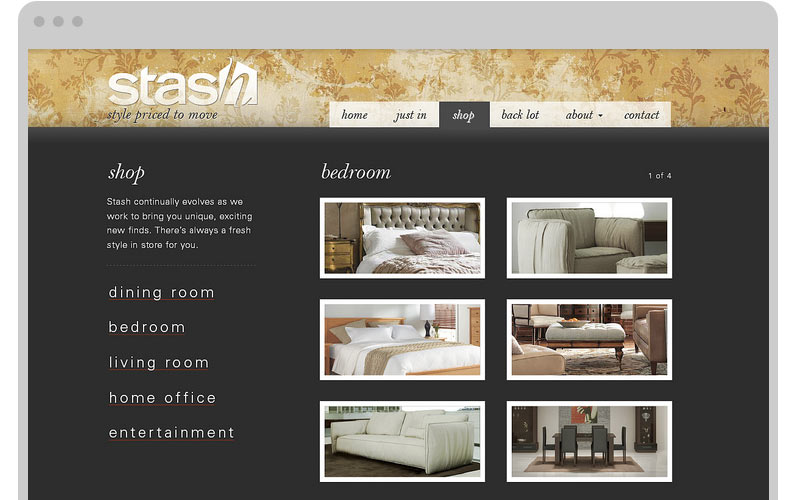 stash
style priced to move
home
just in
shop
back lot
about
contact
shop
Stash continually evolves as we
work to bring you unique, exciting
new finds. There's always a fresh
style in store for you.
dining room
bedroom
living room
home office
entertainment
bedroom
1 of 4